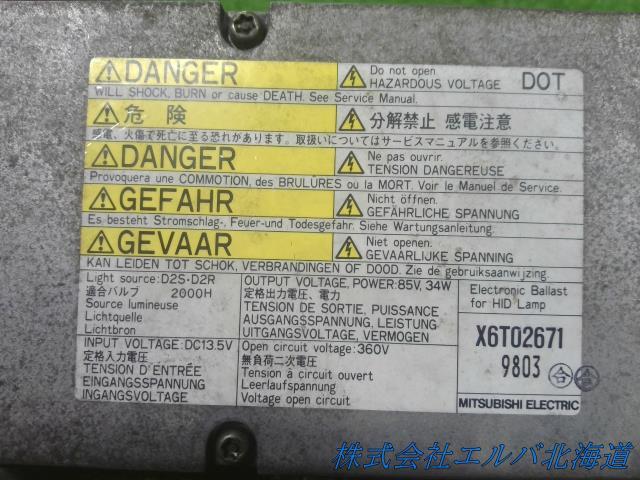 DANGER
Do not open.
HAZARDOUS VOLTAGE
DOT
WILL SHOCK, BURN or cause DEATH. See Service Manual.
危険
分解禁止 感電注意
感電、火傷で死亡に至る恐れがあります。取扱いについてはサービスマニュアルを参照ください。
DANGER
Ne pas ouvrir.
TENSION DANGEREUSE
Provoquera une COMMOTION, des BRULURES ou la MORT. Voir le Manuel de Service.
GEFAHR
Nicht öffnen.
GEFÄHRLICHE SPANNUNG
Es besteht Stromschlag-, Feuer-und Todesgefahr. Siehe Wartungsanleitung.
GEVAAR
Niet openen.
GEVAARLIJKE SPANNING
KAN LEIDEN TOT SCHOK, VERBRANDINGEN OF DOOD. Zie de gebruiksaanwijzing.
Light source:D2S・D2R
適合バルブ 2000H
Source lumineuse
Lichtquelle
Lichtbron
OUTPUT VOLTAGE, POWER:85V, 34W
定格出力電圧、電力
TENSION DE SORTIE, PUISSANCE
AUSGANGSSPANNUNG, LEISTUNG
UITGANGSVOLTAGE, VERMOGEN
Electronic Ballast
for HID Lamp
INPUT VOLTAGE:DC13.5V
定格入力電圧
TENSION D'ENTRÉE
EINGANGSSPANNUNG
INGANGSVOLTAGE
Open circuit voltage:360V
無負荷二次電圧
Tension à circuit ouvert
Leerlaufspannung
Voltage open circuit
X6T02671
9803 合
MITSUBISHI ELECTRIC
株式会社エルバ北海道